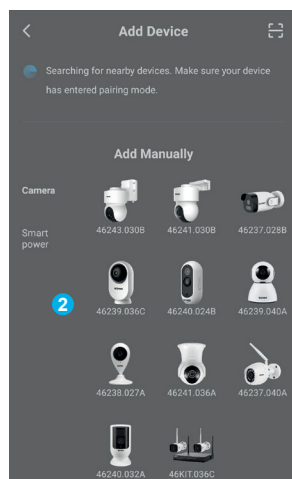 Add Device
Searching for nearby devices. Make sure your device
has entered pairing mode.
Add Manually
Camera
Smart
power
46243.030B 46241.030B 46237.028B
2
46239.036C 46240.024B 46239.040A
46238.027A 46241.036A 46237.040A
46240.032A 46KIT.036C